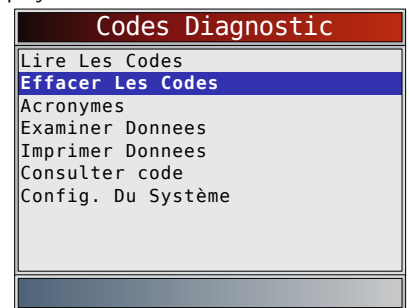 Codes Diagnostic
Lire Les Codes
Effacer Les Codes
Acronymes
Examiner Donnees
Imprimer Donnees
Consulter code
Config. Du Système